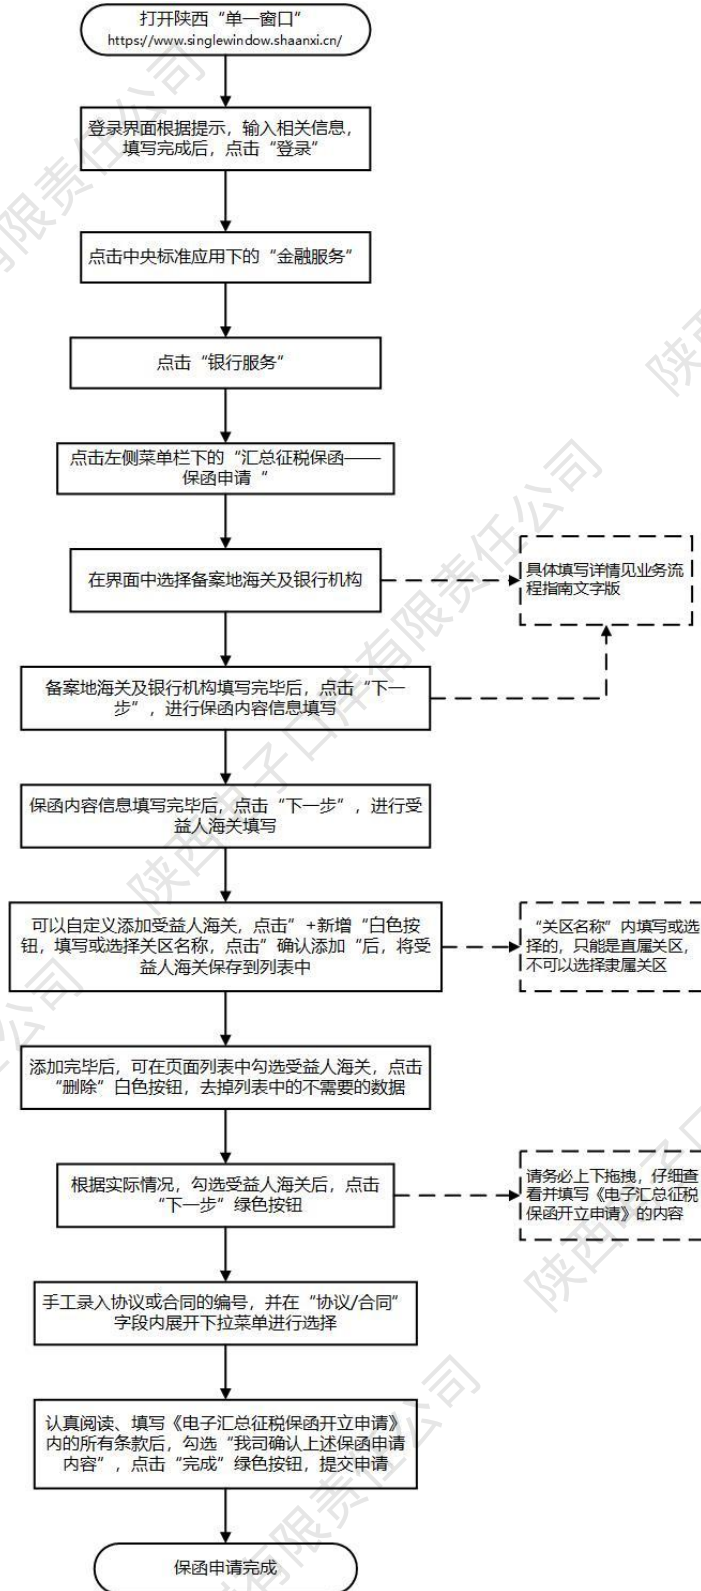 打开陕西“单一窗口”
https://www.singlewindow.shaanxi.cn/
登录界面根据提示，输入相关信息，
填写完成后，点击“登录”
点击中央标准应用下的“金融服务”
点击“银行服务”
点击左侧菜单栏下的“汇总征税保函——
保函申请“
在界面中选择备案地海关及银行机构
具体填写详情见业务流
程指南文字版
备案地海关及银行机构填写完毕后，点击“下一
步”，进行保函内容信息填写
保函内容信息填写完毕后，点击“下一步”，进行受
益人海关填写
可以自定义添加受益人海关，点击”+新增“白色按
钮，填写或选择关区名称，点击”确认添加“后，将受
益人海关保存到列表中
“关区名称”内填写或选
择的，只能是直属关区，
不可以选择隶属关区
添加完毕后，可在页面列表中勾选受益人海关，点击
“删除”白色按钮，去掉列表中的不需要的数据
根据实际情况，勾选受益人海关后，点击
“下一步”绿色按钮
请务必上下拖拽，仔细查
看并填写《电子汇总征税
保函开立申请》的内容
手工录入协议或合同的编号，并在“协议/合同”
字段内展开下拉菜单进行选择
认真阅读、填写《电子汇总征税保函开立申请》
内的所有条款后，勾选“我司确认上述保函申请
内容”，点击“完成”绿色按钮，提交申请
保函申请完成
陕西电子口岸有限责任公司